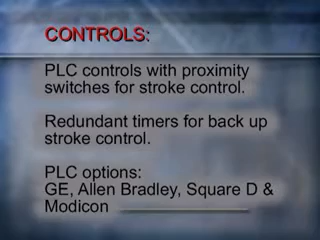 CONTROLS:
PLC controls with proximity
switches for stroke control.
Redundant timers for back up
stroke control.
PLC options:
GE, Allen Bradley, Square D &
Modicon